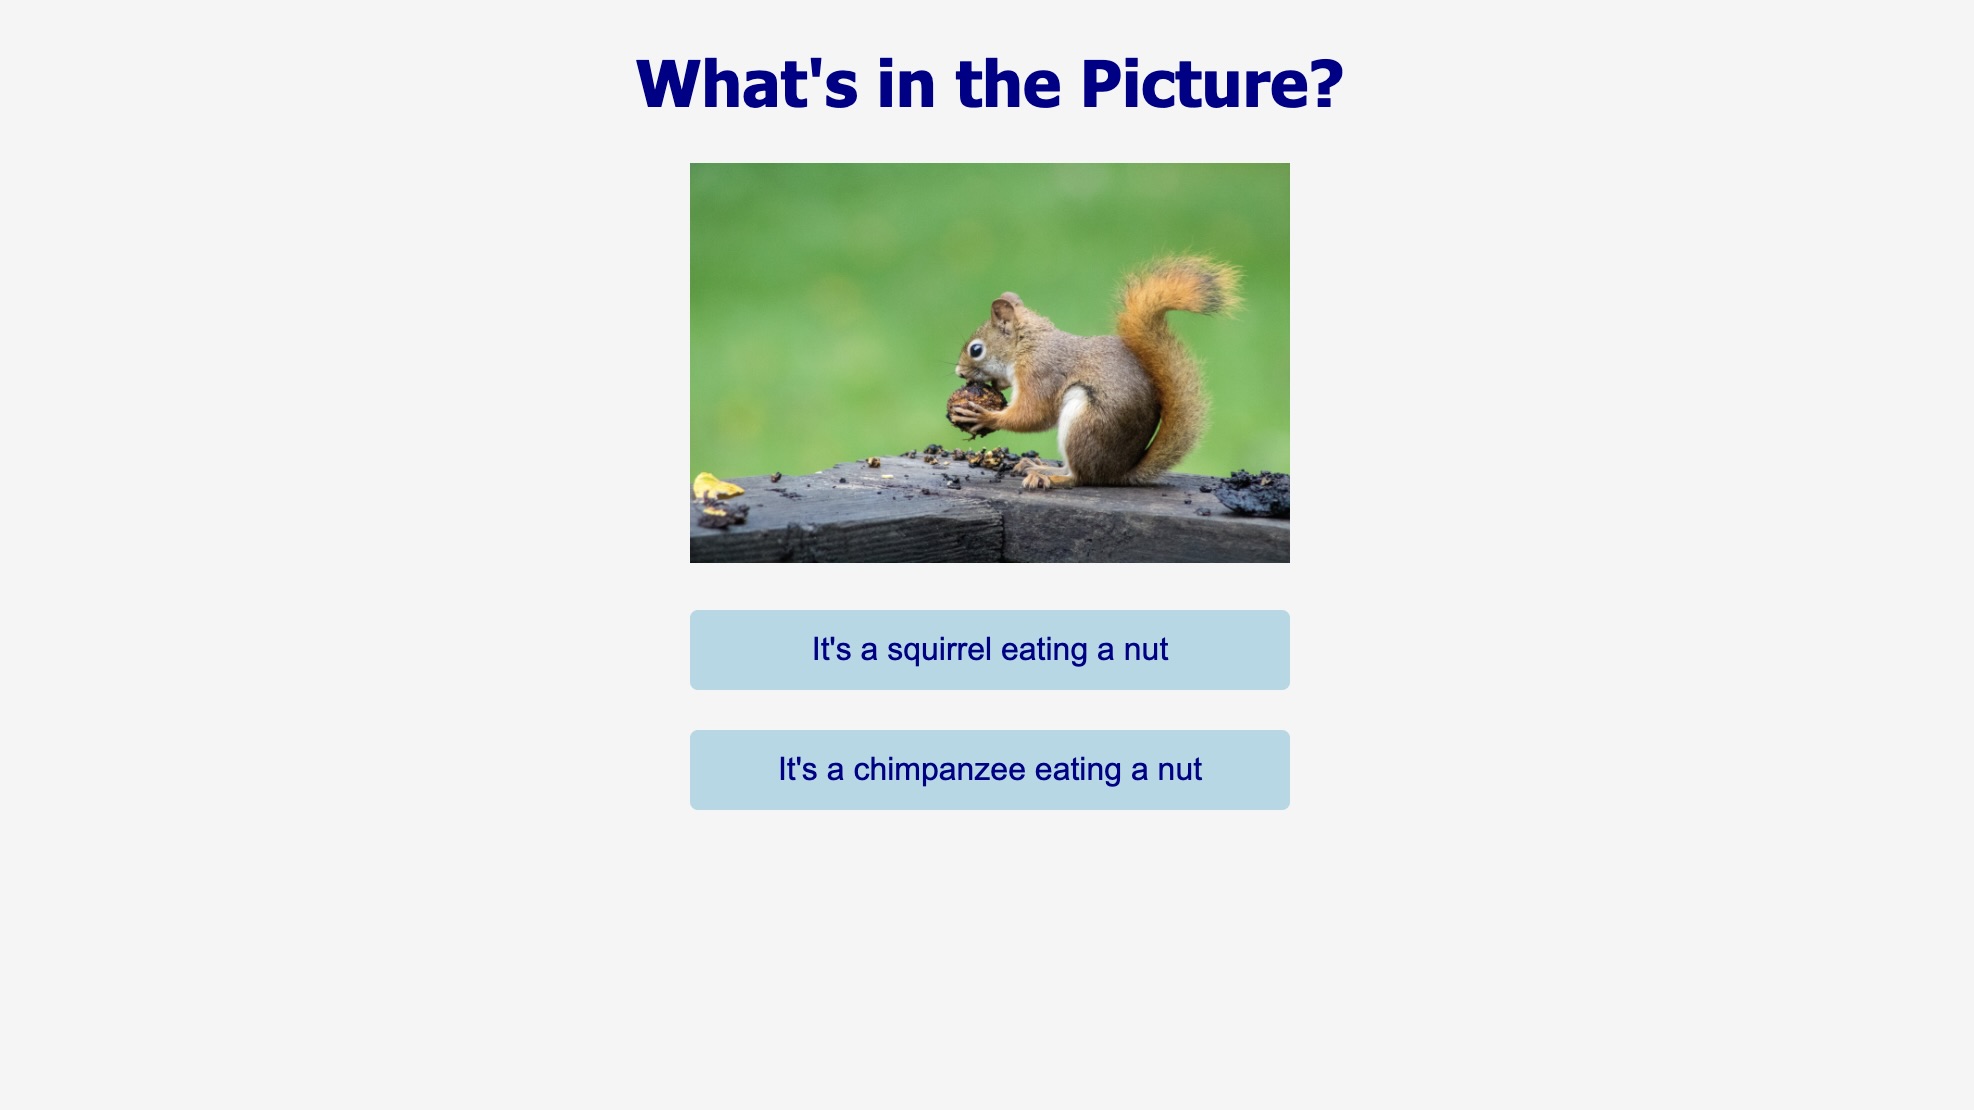 What's in the Picture?
It's a squirrel eating a nut
It's a chimpanzee eating a nut